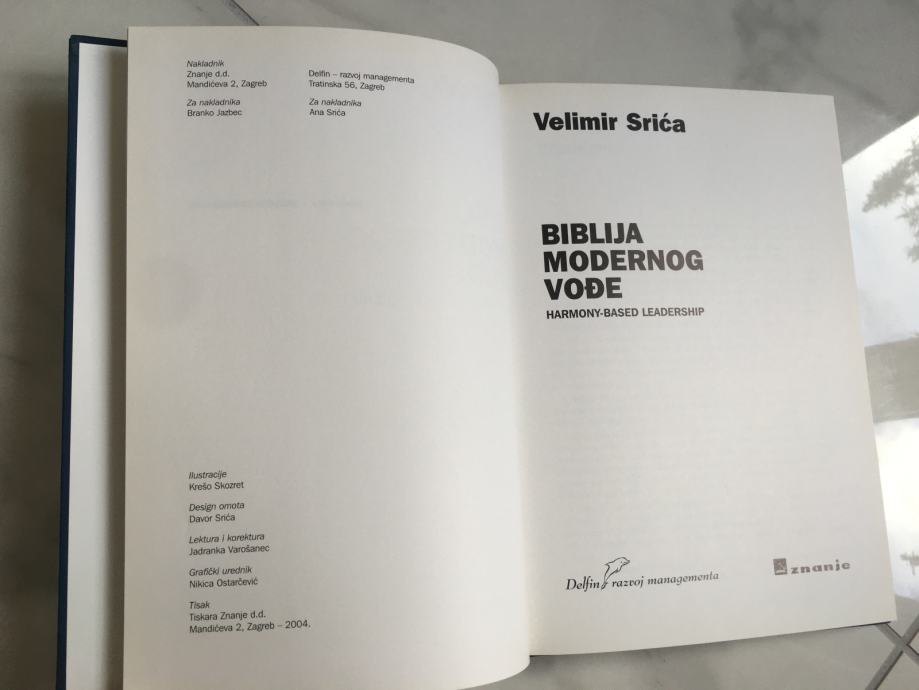 Nakladnik
Znanje d.d.
Mandićeva 2, Zagreb
Za nakladnika
Branko Jazbec
Delfin – razvoj managementa
Tratinska 56, Zagreb
Za nakladnika
Ana Srića
Ilustracije
Krešo Skozret
Design omota
Davor Srića
Lektura i korektura
Jadranka Varošanec
Grafički urednik
Nikica Ostarčević
Tisak
Tiskara Znanje d.d.
Mandićeva 2, Zagreb – 2004.
Velimir Srića
BIBLIJA
MODERNOG
VOĐE
HARMONY-BASED LEADERSHIP
Delfin razvoj managementa
znanje